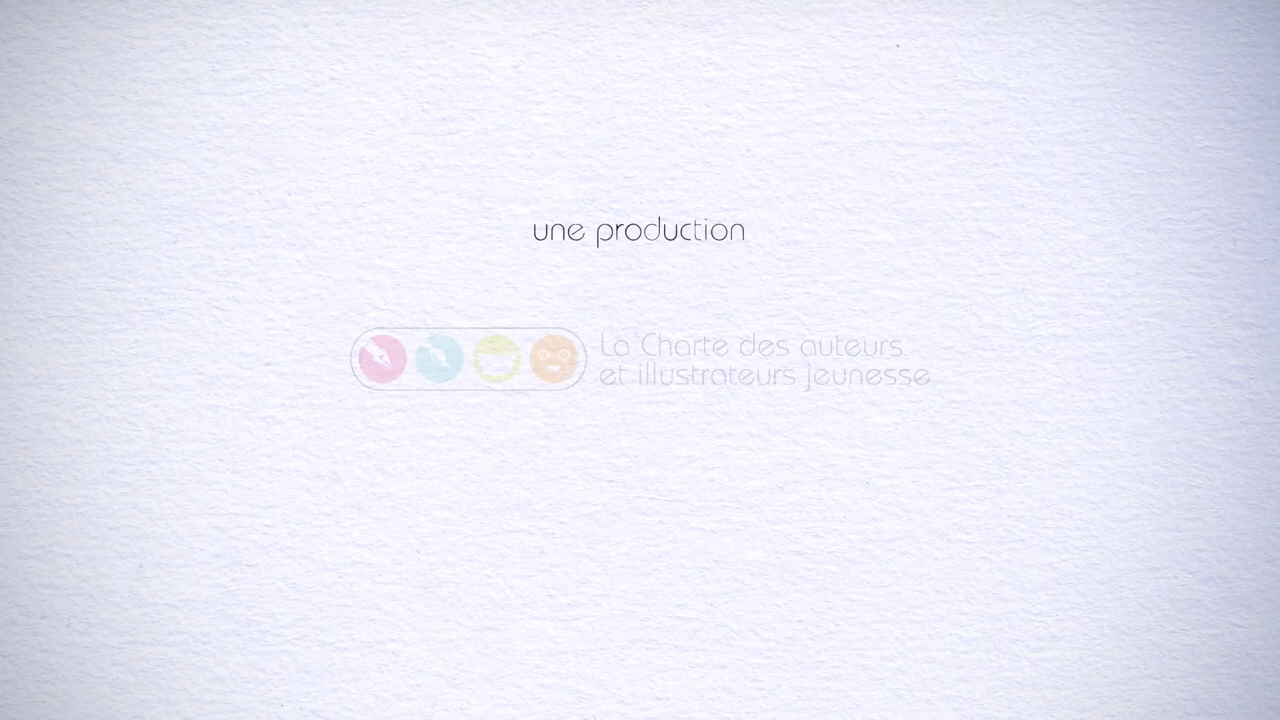 une production
La Charte des auteurs
et illustrateurs jeunesse